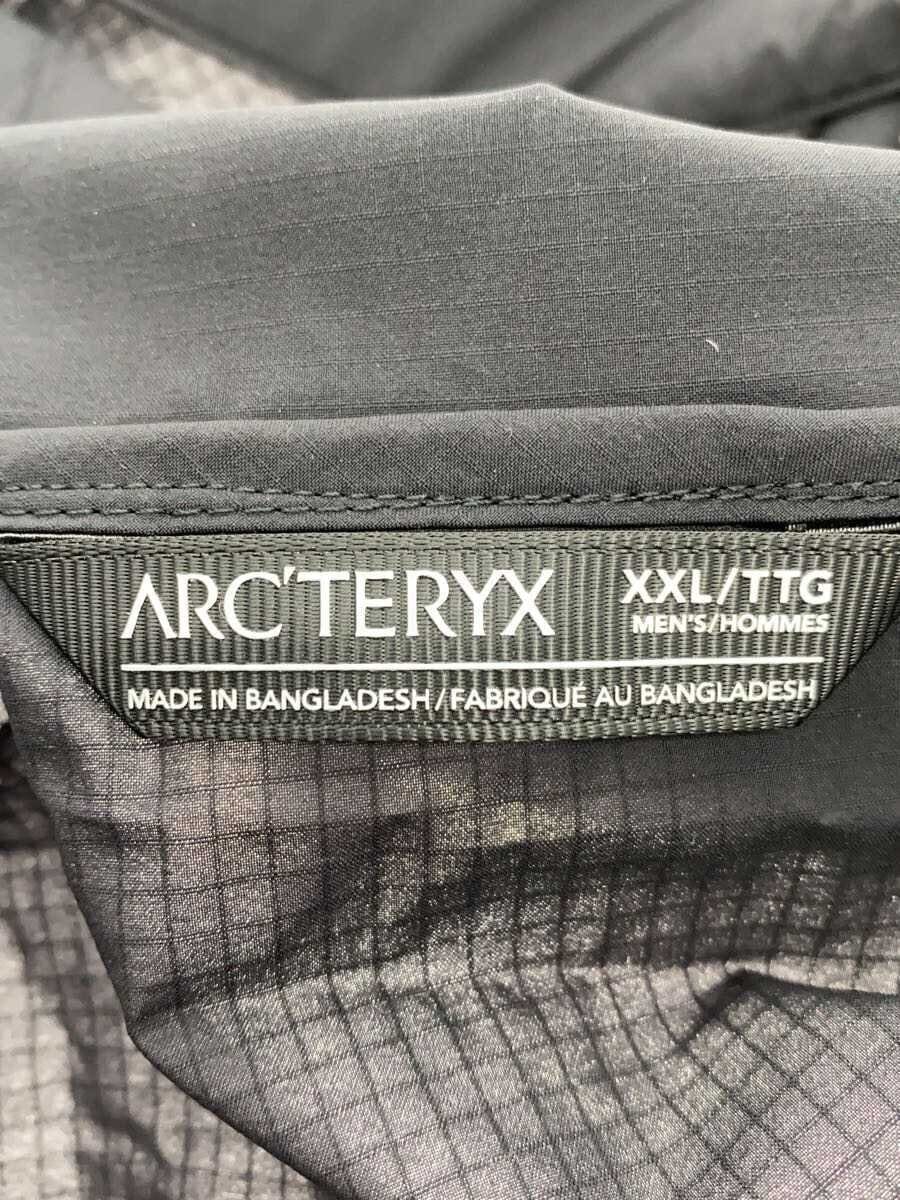 ARC'TERYX XXL/TTG
MEN'S/HOMMES
MADE IN BANGLADESH/FABRIQUÉ AU BANGLADESH